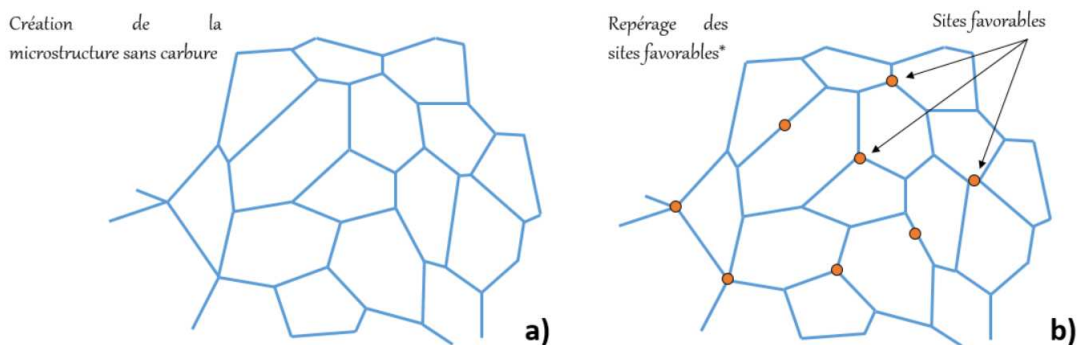 Création de la
microstructure sans carbure
a)
Repérage des
sites favorables*
Sites favorables
b)